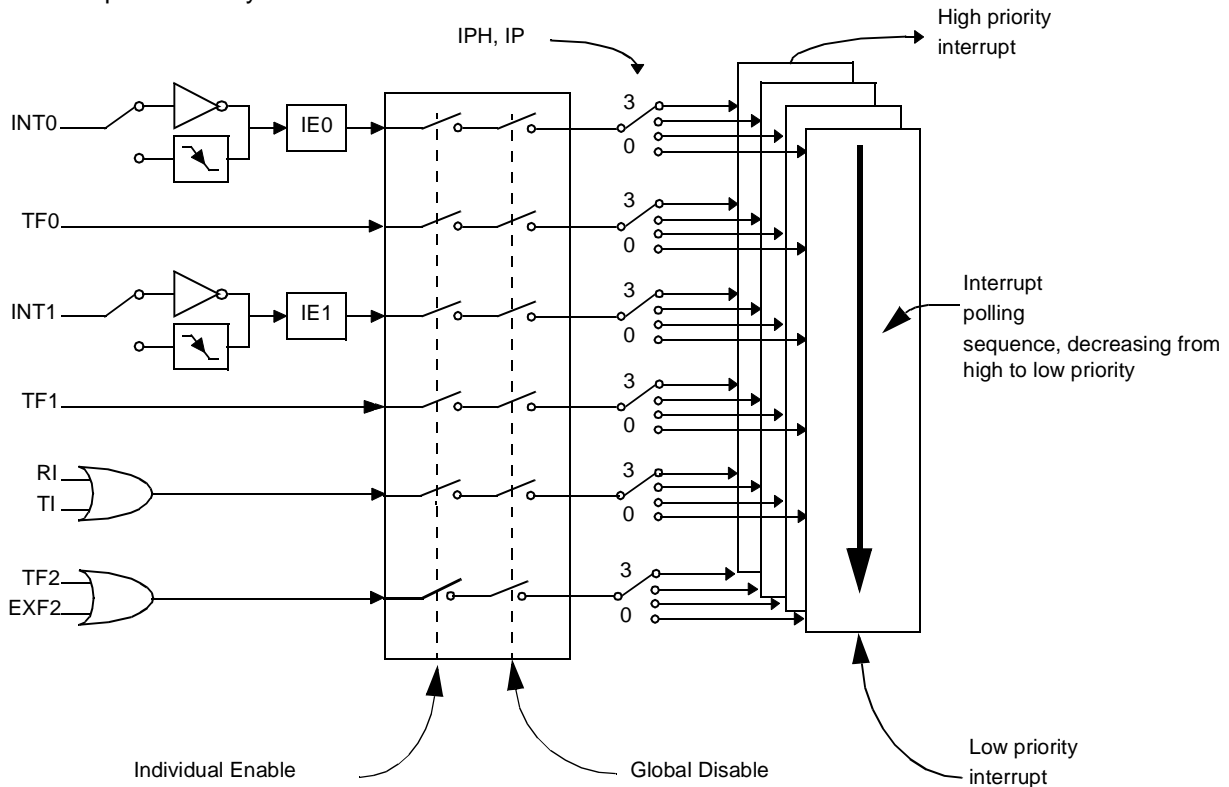 High priority
interrupt
IPH, IP
INT0
IE0
3
0
TF0
3
0
INT1
IE1
3
0
Interrupt
polling
sequence, decreasing from
high to low priority
TF1
3
0
RI
TI
3
0
TF2
EXF2
3
0
Individual Enable
Global Disable
Low priority
interrupt